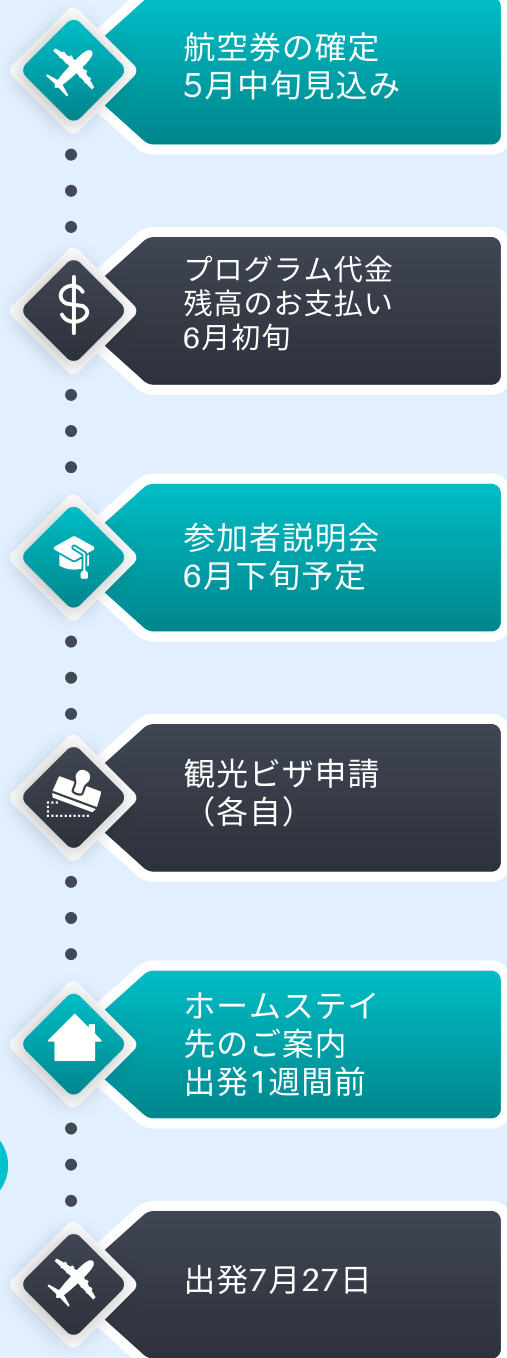 航空券の確定
5月中旬見込み
プログラム代金
残高のお支払い
6月初旬
参加者説明会
6月下旬予定
観光ビザ申請
（各自）
ホームステイ
先のご案内
出発1週間前
出発7月27日